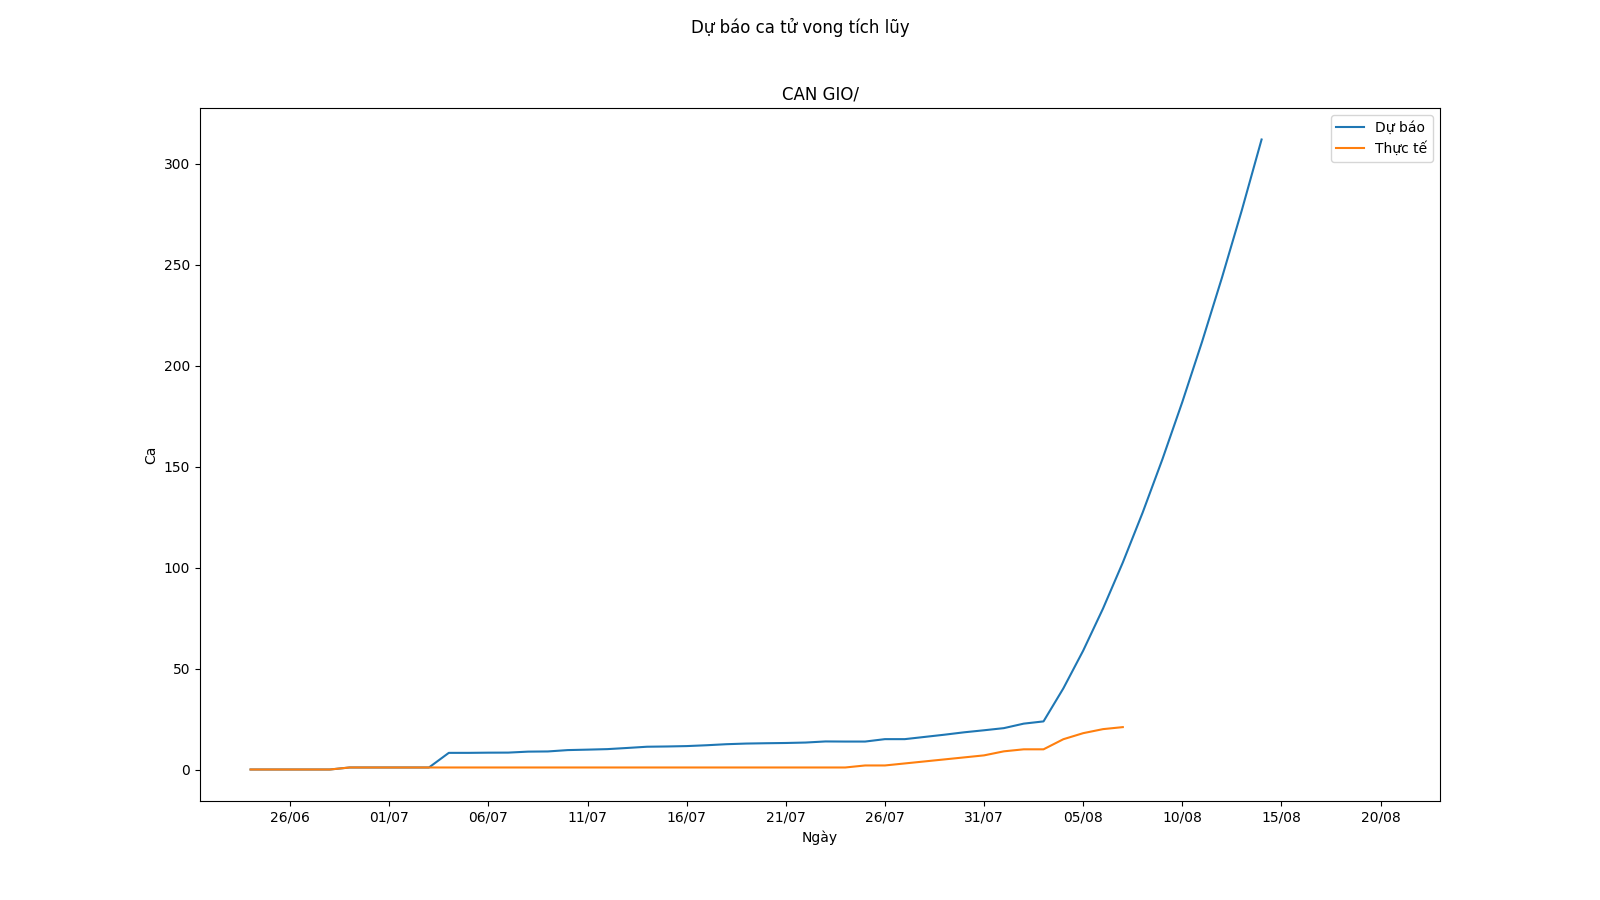 Dự báo ca tử vong tích lũy
CAN GIO/
Dự báo
Thực tế
300
250
200
150
100
50
0
Ca
26/06 01/07 06/07 11/07 16/07 21/07 26/07 31/07 05/08 10/08 15/08 20/08
Ngày